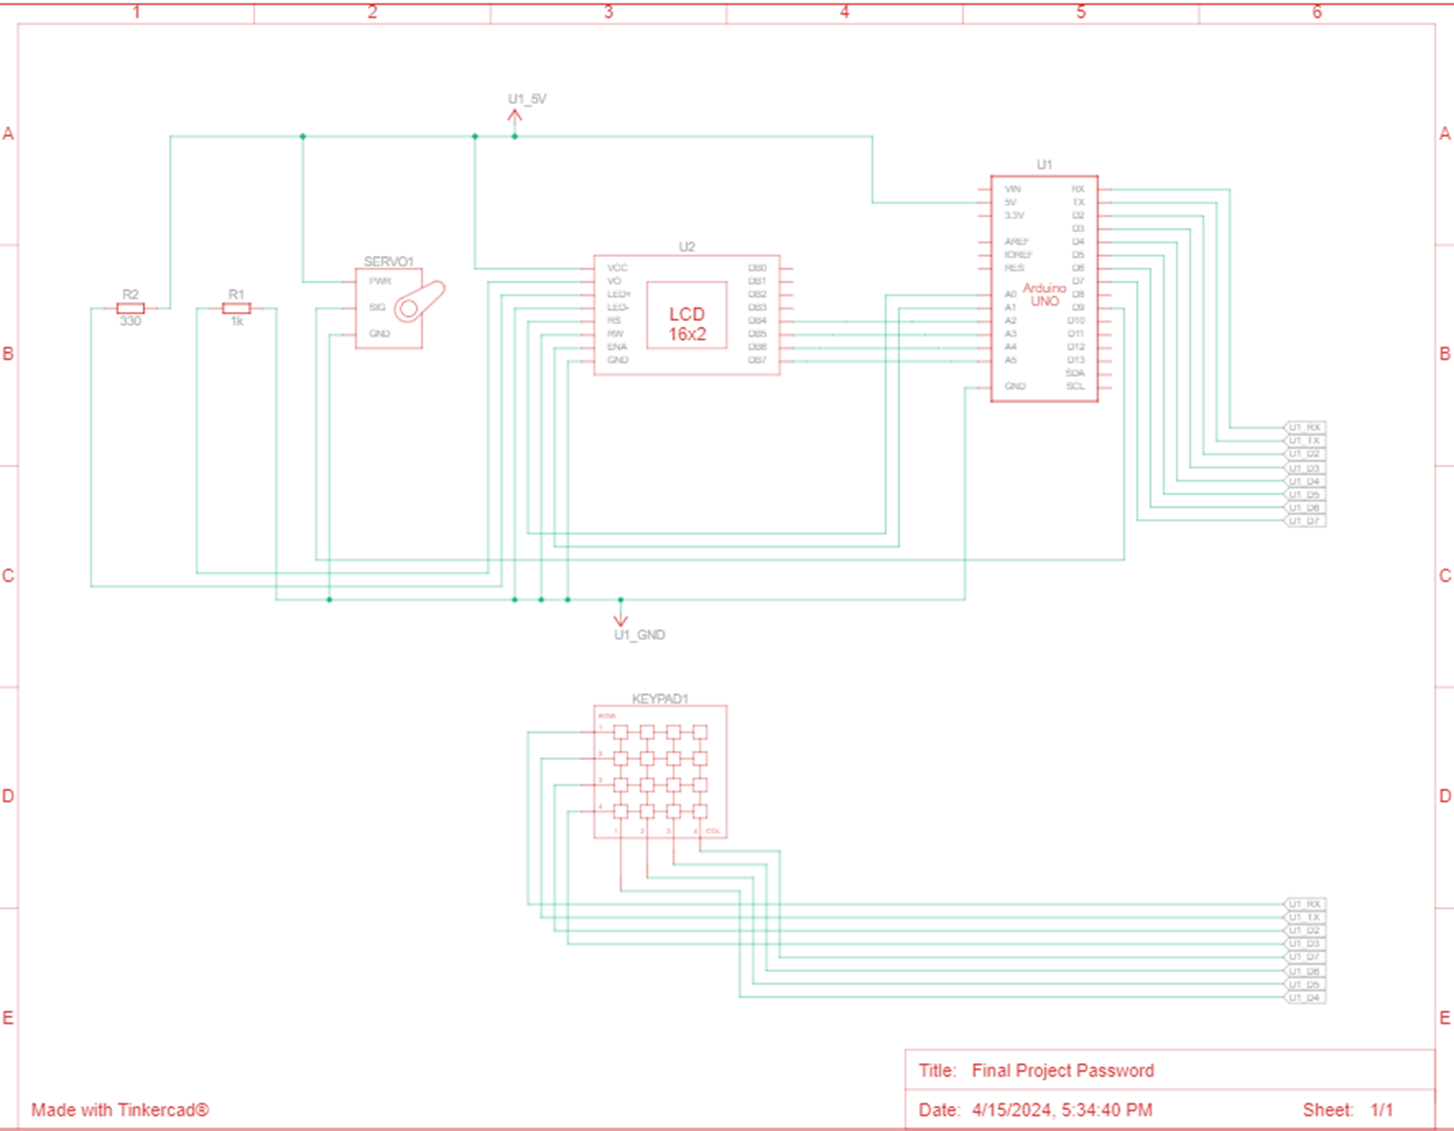 1 2 3 4 5 6
A A
B B
C C
D D
E E
U1_5V
U1
VIN RX
5V TX
3.3V D2
D3
AREF D4
IOREF D5
RES D6
D7
Arduino
UNO
A0 D8
A1 D9
A2 D10
A3 D11
A4 D12
A5 D13
SDA
GND SCL
R2
330
R1
1k
SERVO1
PWR
SIG
GND
U2
VCC DB0
VO DB1
LED+ DB2
LED- DB3
RS DB4
RW DB5
ENA DB6
GND DB7
LCD
16x2
U1_RX
U1_TX
U1_D2
U1_D3
U1_D4
U1_D5
U1_D6
U1_D7
U1_GND
KEYPAD1
ROW
1
2
3
4
1 2 3 4 COL
U1_RX
U1_TX
U1_D2
U1_D3
U1_D7
U1_D6
U1_D5
U1_D4
Title: Final Project Password
Made with Tinkercad®
Date: 4/15/2024, 5:34:40 PM Sheet: 1/1